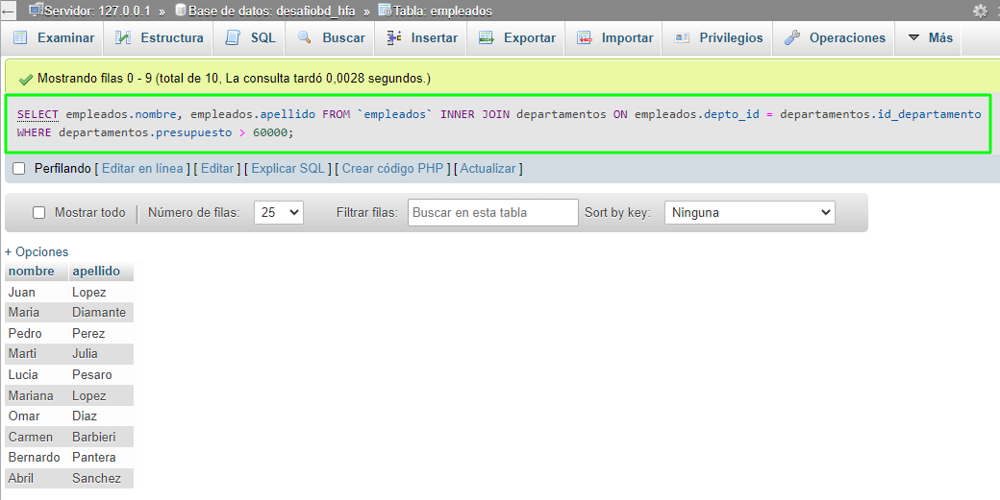 Servidor: 127.0.0.1 » Base de datos: desafiobd_hfa » Tabla: empleados
Examinar Estructura SQL Buscar Insertar Exportar Importar Privilegios Operaciones Más
Mostrando filas 0 - 9 (total de 10, La consulta tardó 0,0028 segundos.)
SELECT empleados.nombre, empleados.apellido FROM `empleados` INNER JOIN departamentos ON empleados.depto_id = departamentos.id_departamento
WHERE departamentos.presupuesto > 60000;
Perfilando [ Editar en línea ] [ Editar ] [ Explicar SQL ] [ Crear código PHP ] [ Actualizar ]
Mostrar todo | Número de filas: 25 Filtrar filas: Buscar en esta tabla Sort by key: Ninguna
+ Opciones
nombre apellido
Juan Lopez
Maria Diamante
Pedro Perez
Marti Julia
Lucia Pesaro
Mariana Lopez
Omar Diaz
Carmen Barbieri
Bernardo Pantera
Abril Sanchez